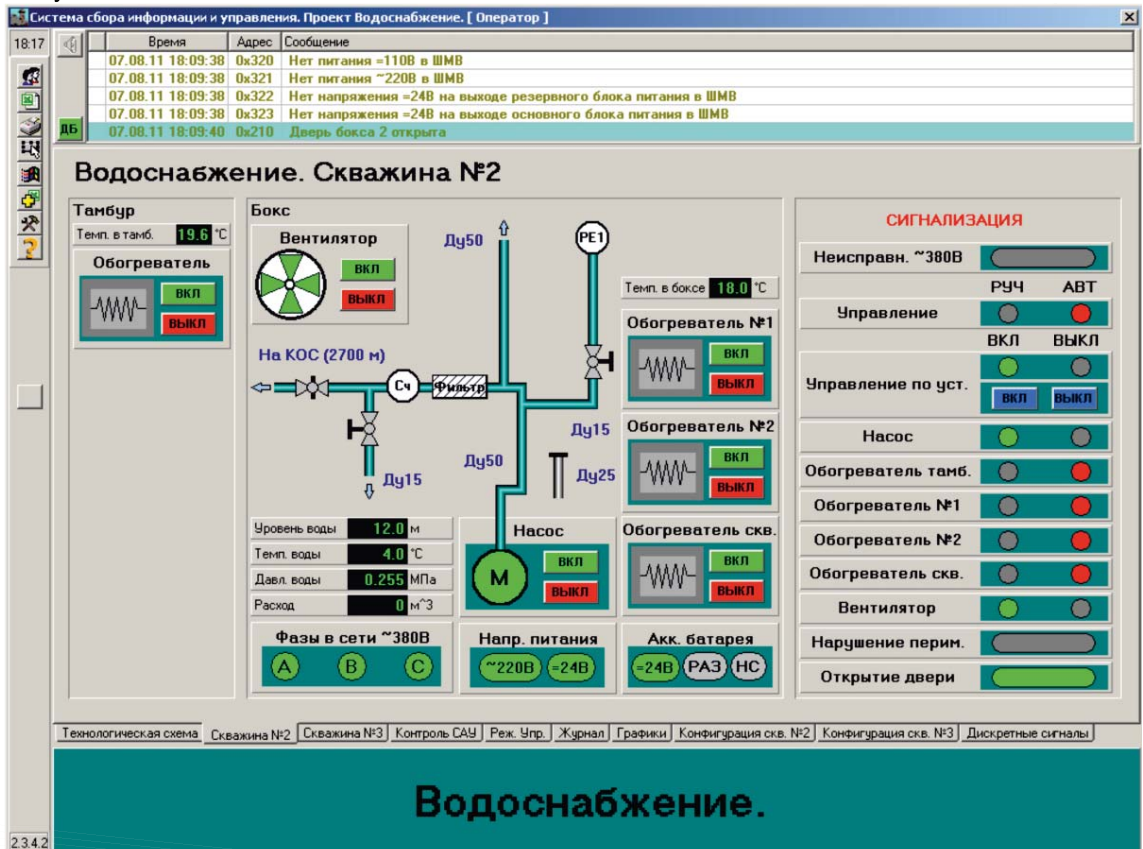 Система сбора информации и управления. Проект Водоснабжение. [ Оператор ]
18:17
Время Адрес Сообщение
07.08.11 18:09:38 0x320 Нет питания =110В в ШМВ
07.08.11 18:09:38 0x321 Нет питания ~220В в ШМВ
07.08.11 18:09:38 0x322 Нет напряжения =24В на выходе резервного блока питания в ШМВ
07.08.11 18:09:38 0x323 Нет напряжения =24В на выходе основного блока питания в ШМВ
ДБ 07.08.11 18:09:40 0x210 Дверь бокса 2 открыта
Водоснабжение. Скважина №2
Тамбур
Темп. в тамб. 19.6 °C
Обогреватель
ВКЛ
ВЫКЛ
Бокс
Вентилятор
ВКЛ
ВЫКЛ
Ду50
PE1
На КОС (2700 м)
Сч
Фильтр
Ду15
Ду15
Ду50
Ду25
Темп. в боксе 18.0 °C
Обогреватель №1
ВКЛ
ВЫКЛ
Обогреватель №2
ВКЛ
ВЫКЛ
Обогреватель скв.
ВКЛ
ВЫКЛ
Уровень воды 12.0 м
Темп. воды 4.0 °C
Давл. воды 0.255 МПа
Расход 0 м^3
Насос
М
ВКЛ
ВЫКЛ
Фазы в сети ~380В
A B C
Напр. питания
~220В =24В
Акк. батарея
=24В РАЗ НС
СИГНАЛИЗАЦИЯ
Неисправн. ~380В
РУЧ АВТ
Управление
ВКЛ ВЫКЛ
Управление по уст.
ВКЛ ВЫКЛ
Насос
Обогреватель тамб.
Обогреватель №1
Обогреватель №2
Обогреватель скв.
Вентилятор
Нарушение перим.
Открытие двери
Технологическая схема Скважина №2 Скважина №3 Контроль САУ Реж. Упр. Журнал Графики Конфигурация скв. №2 Конфигурация скв. №3 Дискретные сигналы
Водоснабжение.
2.3.4.2